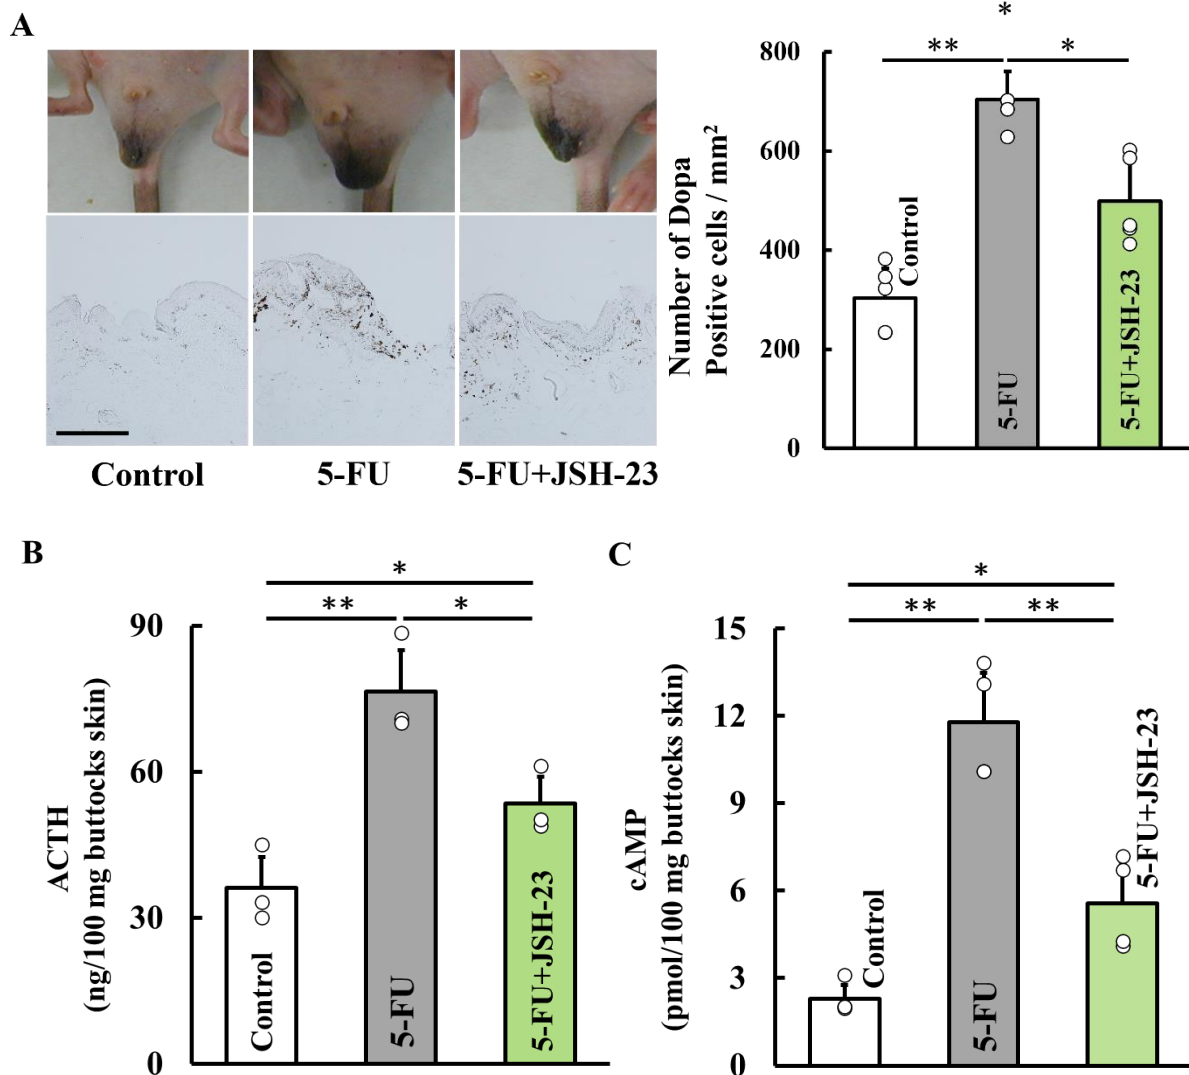 A
*
** *
800
600
400
200
0
Number of Dopa
Positive cells / mm²
Control
5-FU
5-FU+JSH-23
Control 5-FU 5-FU+JSH-23
B
*
** *
90
60
30
0
ACTH
(ng/100 mg buttocks skin)
Control
5-FU
5-FU+JSH-23
C
*
** **
15
12
9
6
3
0
cAMP
(pmol/100 mg buttocks skin)
Control
5-FU
5-FU+JSH-23